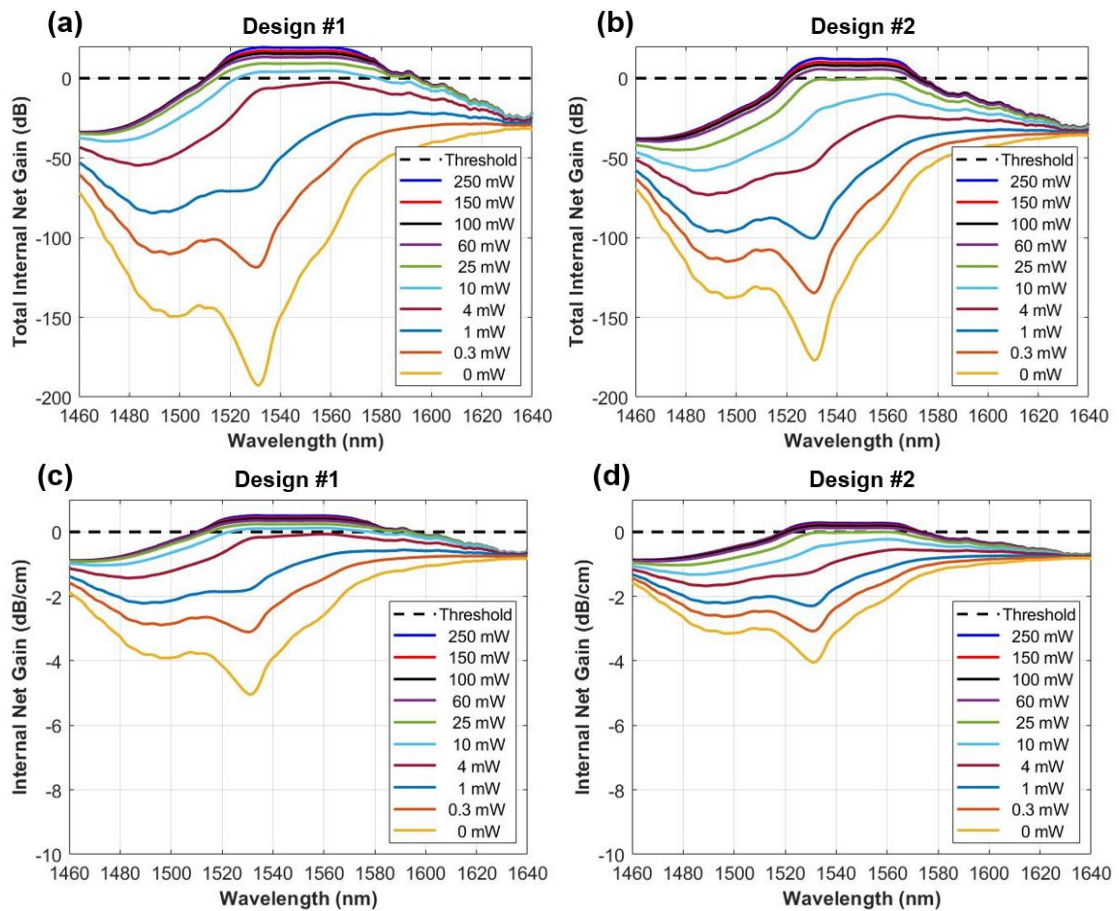 (a)
Design #1
Total Internal Net Gain (dB)
0
-50
-100
-150
-200
Threshold
250 mW
150 mW
100 mW
60 mW
25 mW
10 mW
4 mW
1 mW
0.3 mW
0 mW
1460 1480 1500 1520 1540 1560 1580 1600 1620 1640
Wavelength (nm)
(b)
Design #2
Total Internal Net Gain (dB)
0
-50
-100
-150
-200
Threshold
250 mW
150 mW
100 mW
60 mW
25 mW
10 mW
4 mW
1 mW
0.3 mW
0 mW
1460 1480 1500 1520 1540 1560 1580 1600 1620 1640
Wavelength (nm)
(c)
Design #1
Internal Net Gain (dB/cm)
0
-2
-4
-6
-8
-10
Threshold
250 mW
150 mW
100 mW
60 mW
25 mW
10 mW
4 mW
1 mW
0.3 mW
0 mW
1460 1480 1500 1520 1540 1560 1580 1600 1620 1640
Wavelength (nm)
(d)
Design #2
Internal Net Gain (dB/cm)
0
-2
-4
-6
-8
-10
Threshold
250 mW
150 mW
100 mW
60 mW
25 mW
10 mW
4 mW
1 mW
0.3 mW
0 mW
1460 1480 1500 1520 1540 1560 1580 1600 1620 1640
Wavelength (nm)